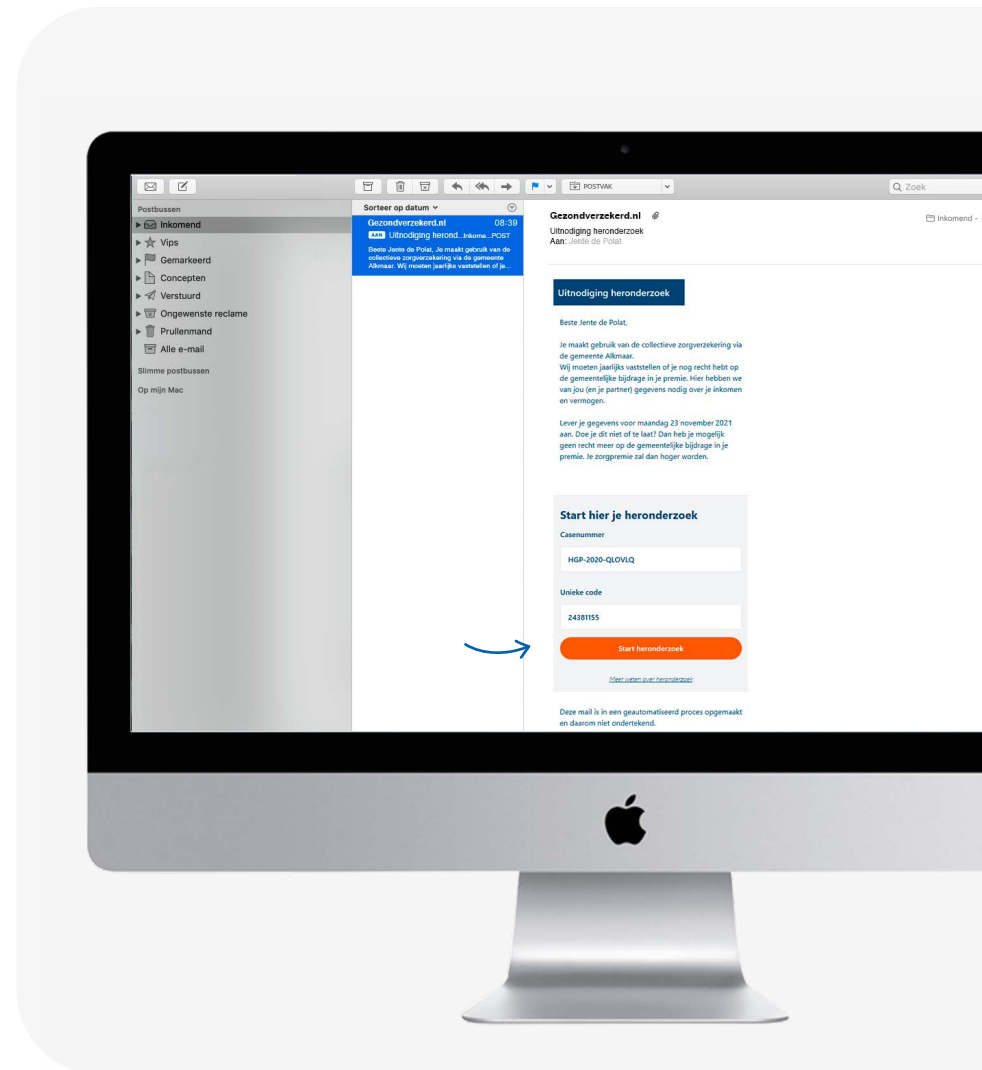 POSTVAK
Zoek
Postbussen
Inkomend
Vips
Gemarkeerd
Concepten
Verstuurd
Ongewenste reclame
Prullenmand
Alle e-mail
Slimme postbussen
Op mijn Mac
Sorteer op datum
Gezondverzekerd.nl 08:39
AAN Uitnodiging herond... Inkome...POST
Beste Jente de Polat, Je maakt gebruik van de
collectieve zorgverzekering via de gemeente
Alkmaar. Wij moeten jaarlijks vaststellen of je...
Gezondverzekerd.nl
Inkomend -
Uitnodiging heronderzoek
Aan: Jente de Polat
Uitnodiging heronderzoek
Beste Jente de Polat,
Je maakt gebruik van de collectieve zorgverzekering via
de gemeente Alkmaar.
Wij moeten jaarlijks vaststellen of je nog recht hebt op
de gemeentelijke bijdrage in je premie. Hier hebben we
van jou (en je partner) gegevens nodig over je inkomen
en vermogen.
Lever je gegevens voor maandag 23 november 2021
aan. Doe je dit niet of te laat? Dan heb je mogelijk
geen recht meer op de gemeentelijke bijdrage in je
premie. Je zorgpremie zal dan hoger worden.
Start hier je heronderzoek
Casenummer
HGP-2020-QLOVLQ
Unieke code
24381155
Start heronderzoek
Meer weten over heronderzoek
Deze mail is in een geautomatiseerd proces opgemaakt
en daarom niet ondertekend.